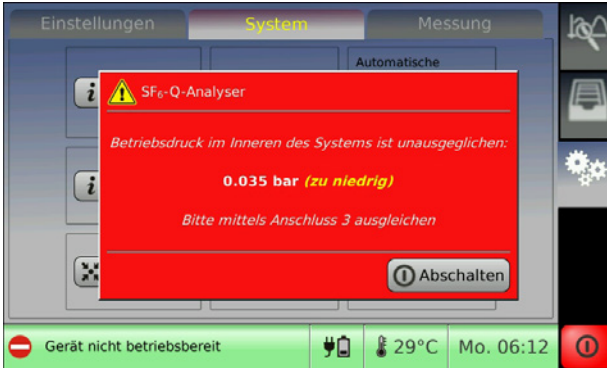 Einstellungen
System
Messung
Automatische
SF₆-Q-Analyser
Betriebsdruck im Inneren des Systems ist unausgeglichen:
0.035 bar (zu niedrig)
Bitte mittels Anschluss 3 ausgleichen
Abschalten
Gerät nicht betriebsbereit
29°C
Mo. 06:12